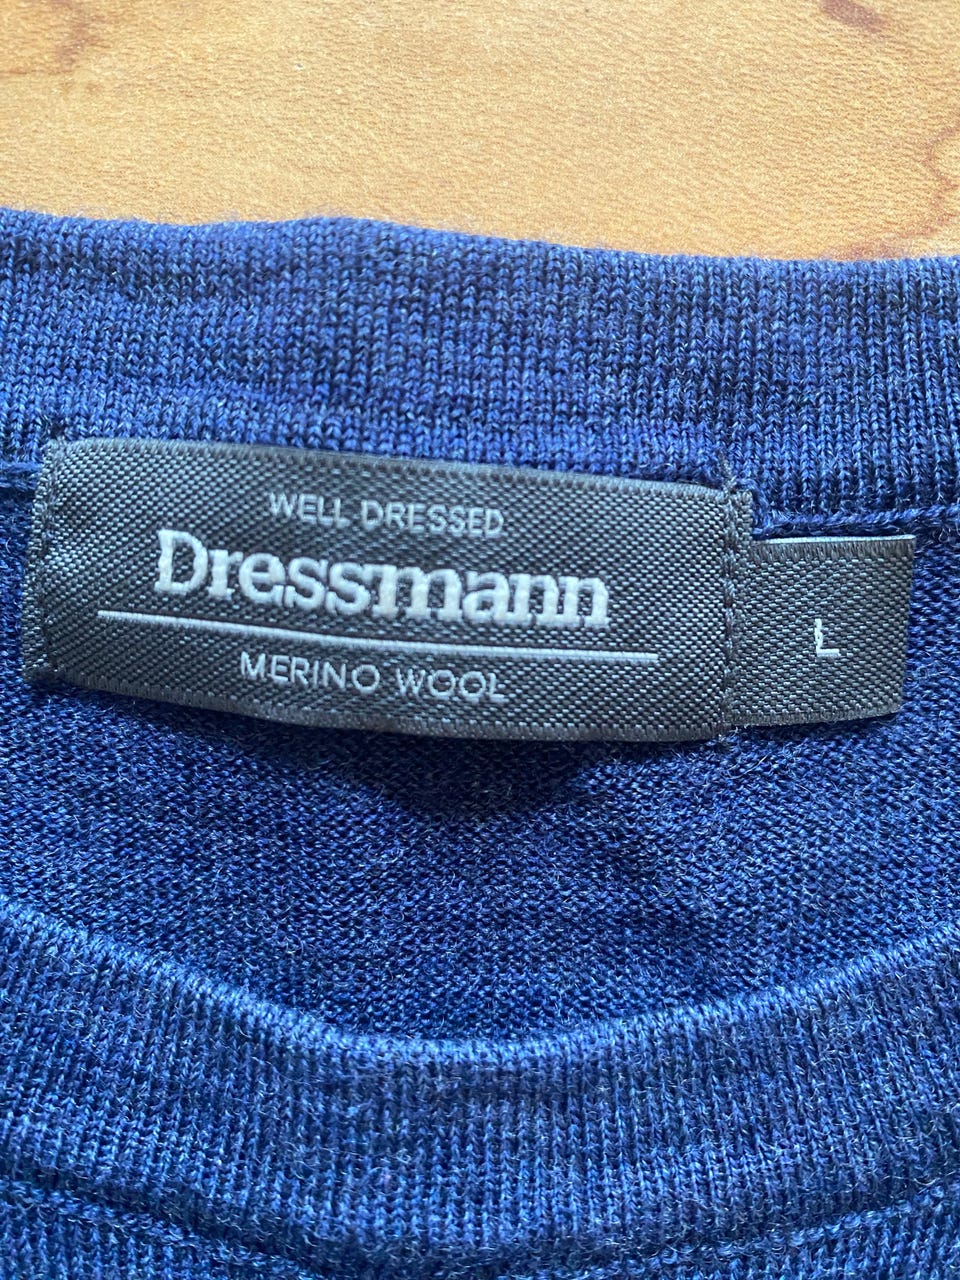 WELL DRESSED
Dressmann
MERINO WOOL
L